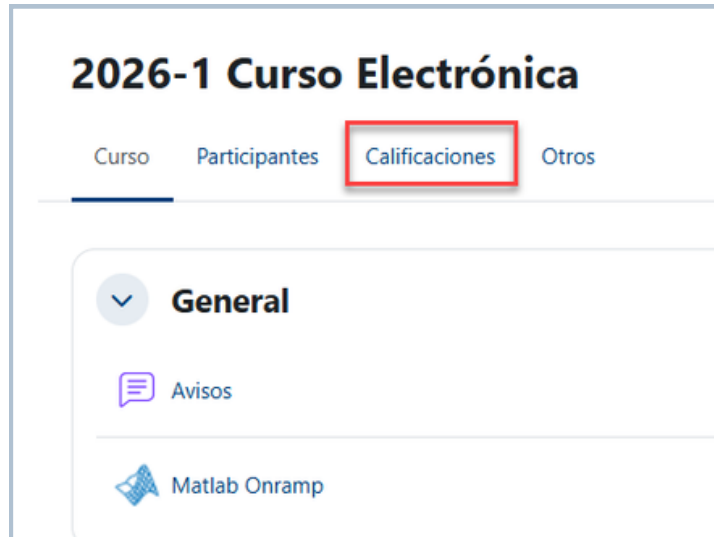 2026-1 Curso Electrónica
Curso Participantes Calificaciones Otros
General
Avisos
Matlab Onramp